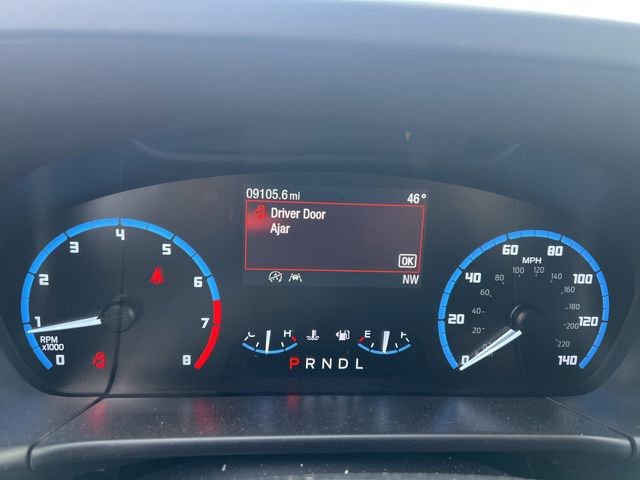 09105.6 mi 46°
Driver Door
Ajar
OK
NW
0 1 2 3 4 5 6 7 8
RPM
x1000
C H E F
P R N D L
0 20 40 60 80 100 120 140
MPH
20 40 60 80 100 120 140 160 180 200 220